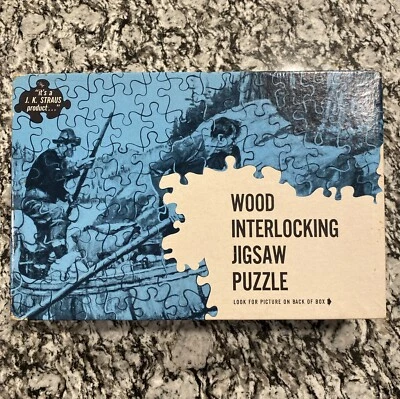 "it's a
J. K. STRAUS
product..."
WOOD
INTERLOCKING
JIGSAW
PUZZLE
LOOK FOR PICTURE ON BACK OF BOX